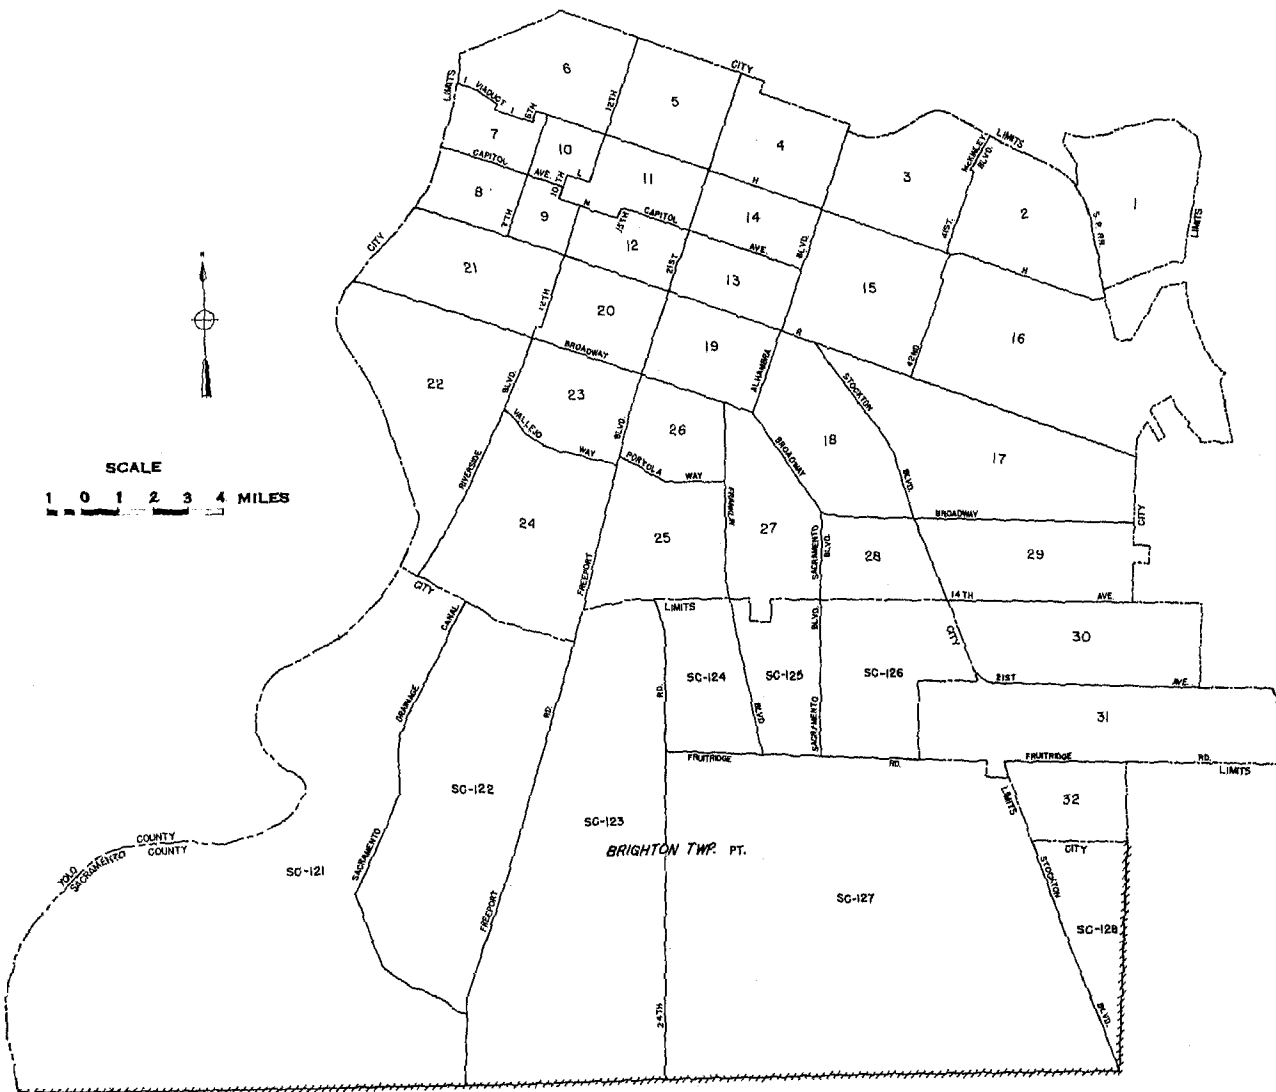 CITY
6
LIMITS
I
VIADUCT
I
6TH
12TH
5
4
McKINLEY
BLVD.
LIMITS
7
10
3
1
CAPITOL
AVE.
L
10TH
11
H
41ST.
2
S. P. RR.
LIMITS
8
7TH
9
N
15TH
CAPITOL
AVE.
14
BLVD.
CITY
12
21ST
13
15
H
21
12TH
20
R
16
BROADWAY
19
ALHAMBRA
42ND
22
BLVD.
23
BLVD.
STOCKTON
VALLEJO
WAY
26
18
BROADWAY
17
PORTOLA
WAY
RIVERSIDE
BLVD.
SCALE
1 0 1 2 3 4 MILES
FRANKLIN
BROADWAY
CITY
24
25
27
SACRAMENTO
BLVD.
28
29
FREEPORT
CITY
14TH
AVE.
CANAL
LIMITS
BLVD.
CITY
30
DRAINAGE
RD.
SC-124
SC-125
SC-126
21ST
AVE.
RD.
BLVD
SACRAMENTO
31
FRUITRIDGE
RD.
FRUITRIDGE
RD.
LIMITS
SC-122
LIMITS
32
SC-123
COUNTY
COUNTY
YOLO
SACRAMENTO
SACRAMENTO
BRIGHTON TWP. PT.
CITY
SC-121
STOCKTON
SC-127
FREEPORT
SC-128
24TH
BLVD.